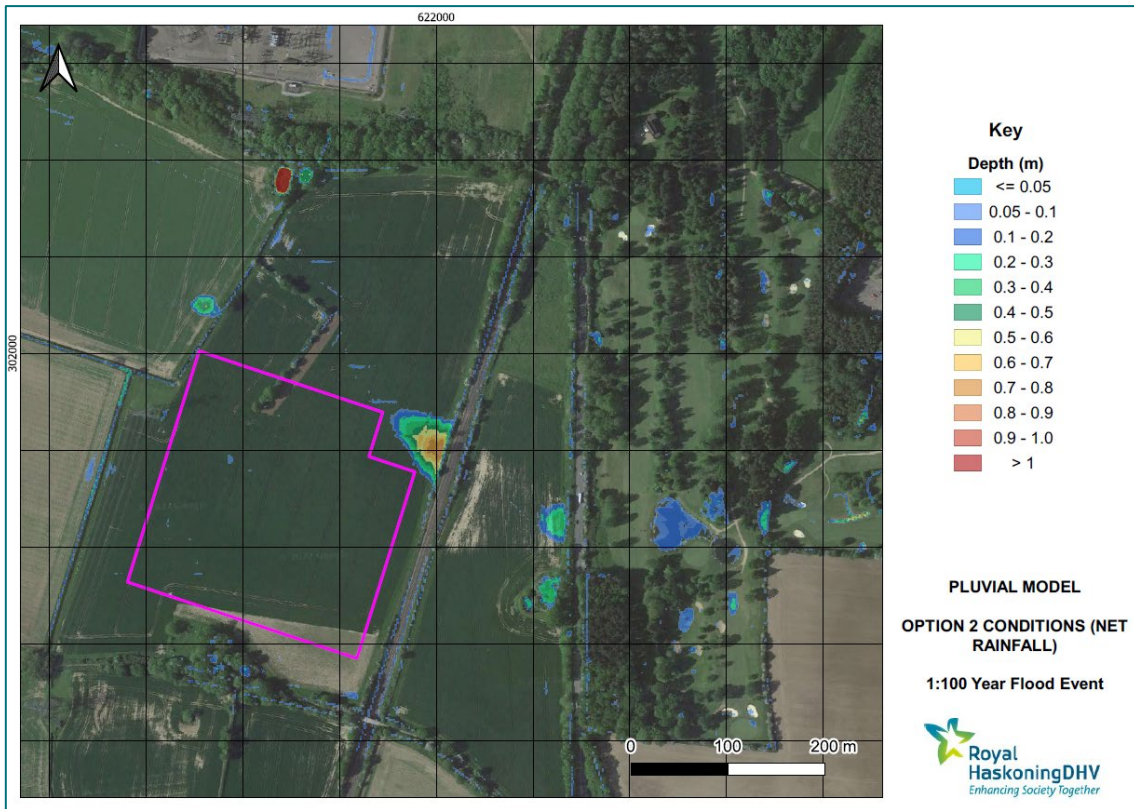 622000
302000
Key
Depth (m)
<= 0.05
0.05 - 0.1
0.1 - 0.2
0.2 - 0.3
0.3 - 0.4
0.4 - 0.5
0.5 - 0.6
0.6 - 0.7
0.7 - 0.8
0.8 - 0.9
0.9 - 1.0
> 1
PLUVIAL MODEL
OPTION 2 CONDITIONS (NET
RAINFALL)
1:100 Year Flood Event
0 100 200 m
Royal
HaskoningDHV
Enhancing Society Together